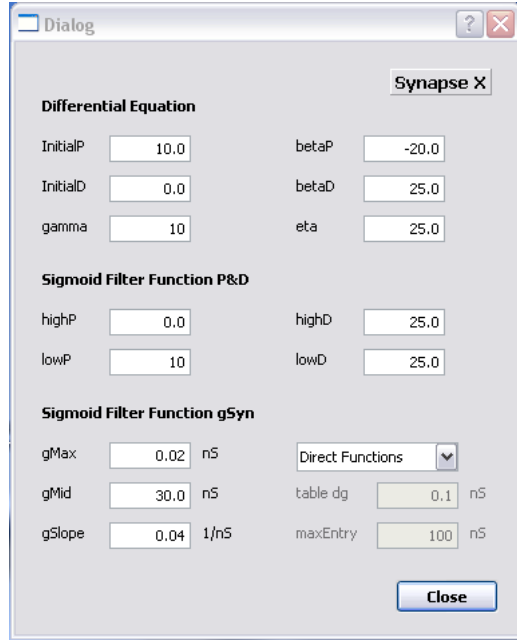 Dialog
Synapse X
Differential Equation
InitialP 10.0 betaP -20.0
InitialD 0.0 betaD 25.0
gamma 10 eta 25.0
Sigmoid Filter Function P&D
highP 0.0 highD 25.0
lowP 10 lowD 25.0
Sigmoid Filter Function gSyn
gMax 0.02 nS Direct Functions
gMid 30.0 nS table dg 0.1 nS
gSlope 0.04 1/nS maxEntry 100 nS
Close